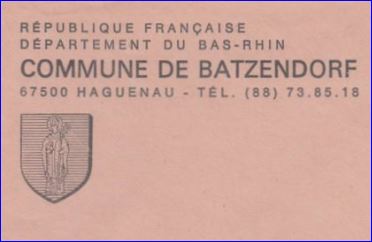 RÉPUBLIQUE FRANÇAISE
DÉPARTEMENT DU BAS-RHIN
COMMUNE DE BATZENDORF
67500 HAGUENAU - TÉL. (88) 73.85.18